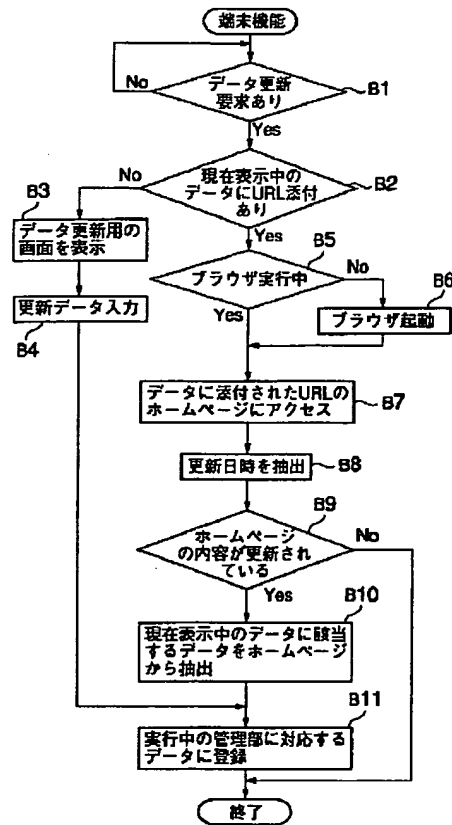 端末機能
No
データ更新
要求あり
B1
Yes
No
現在表示中の
データにURL添付
あり
B2
B3
Yes
データ更新用の
画面を表示
B5
ブラウザ実行中
No
B6
更新データ入力
Yes
ブラウザ起動
B4
データに添付されたURLの
ホームページにアクセス
B7
更新日時を抽出
B8
B9
ホームページ
の内容が更新され
ている
No
Yes
B10
現在表示中のデータに該当
するデータをホームページ
から抽出
B11
実行中の管理部に対応する
データに登録
終了